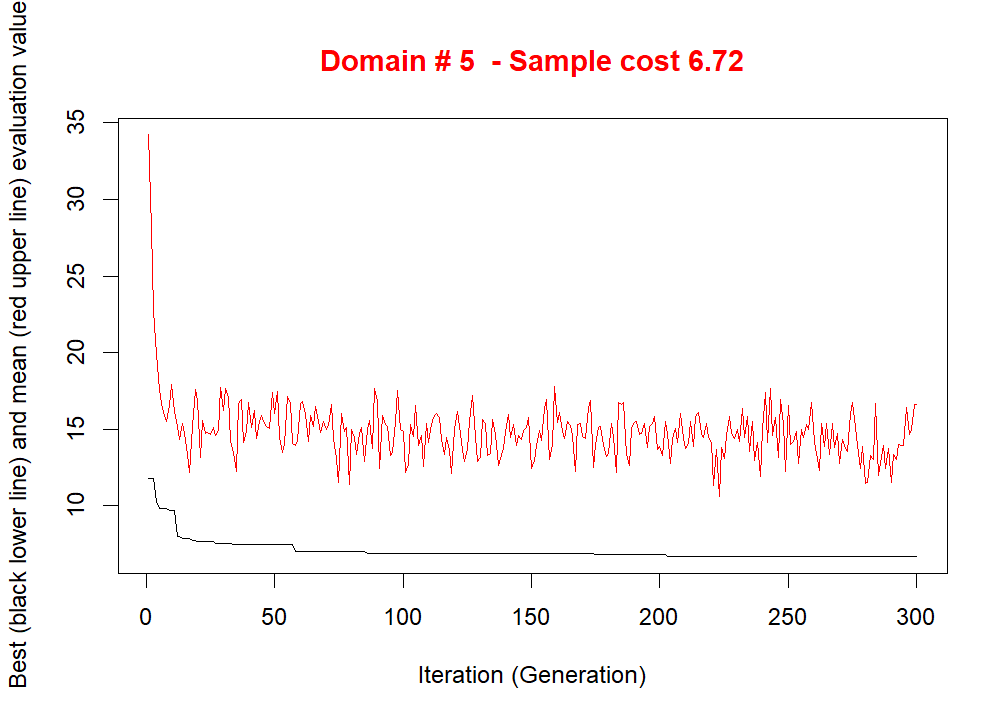 Domain # 5  - Sample cost 6.72
Best (black lower line) and mean (red upper line) evaluation value
35
30
25
20
15
10
0 50 100 150 200 250 300
Iteration (Generation)